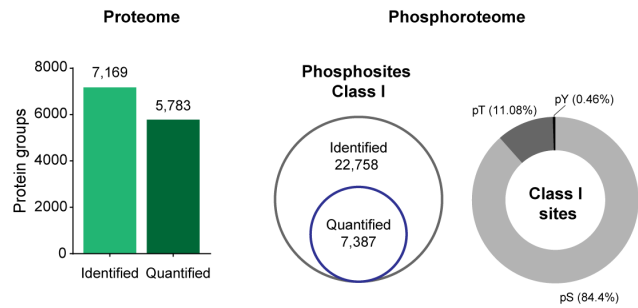 Proteome
Phosphoroteome
Protein groups
8000
6000
4000
2000
0
7,169
5,783
Identified
Quantified
Phosphosites
Class I
Identified
22,758
Quantified
7,387
pT (11.08%)
pY (0.46%)
Class I
sites
pS (84.4%)